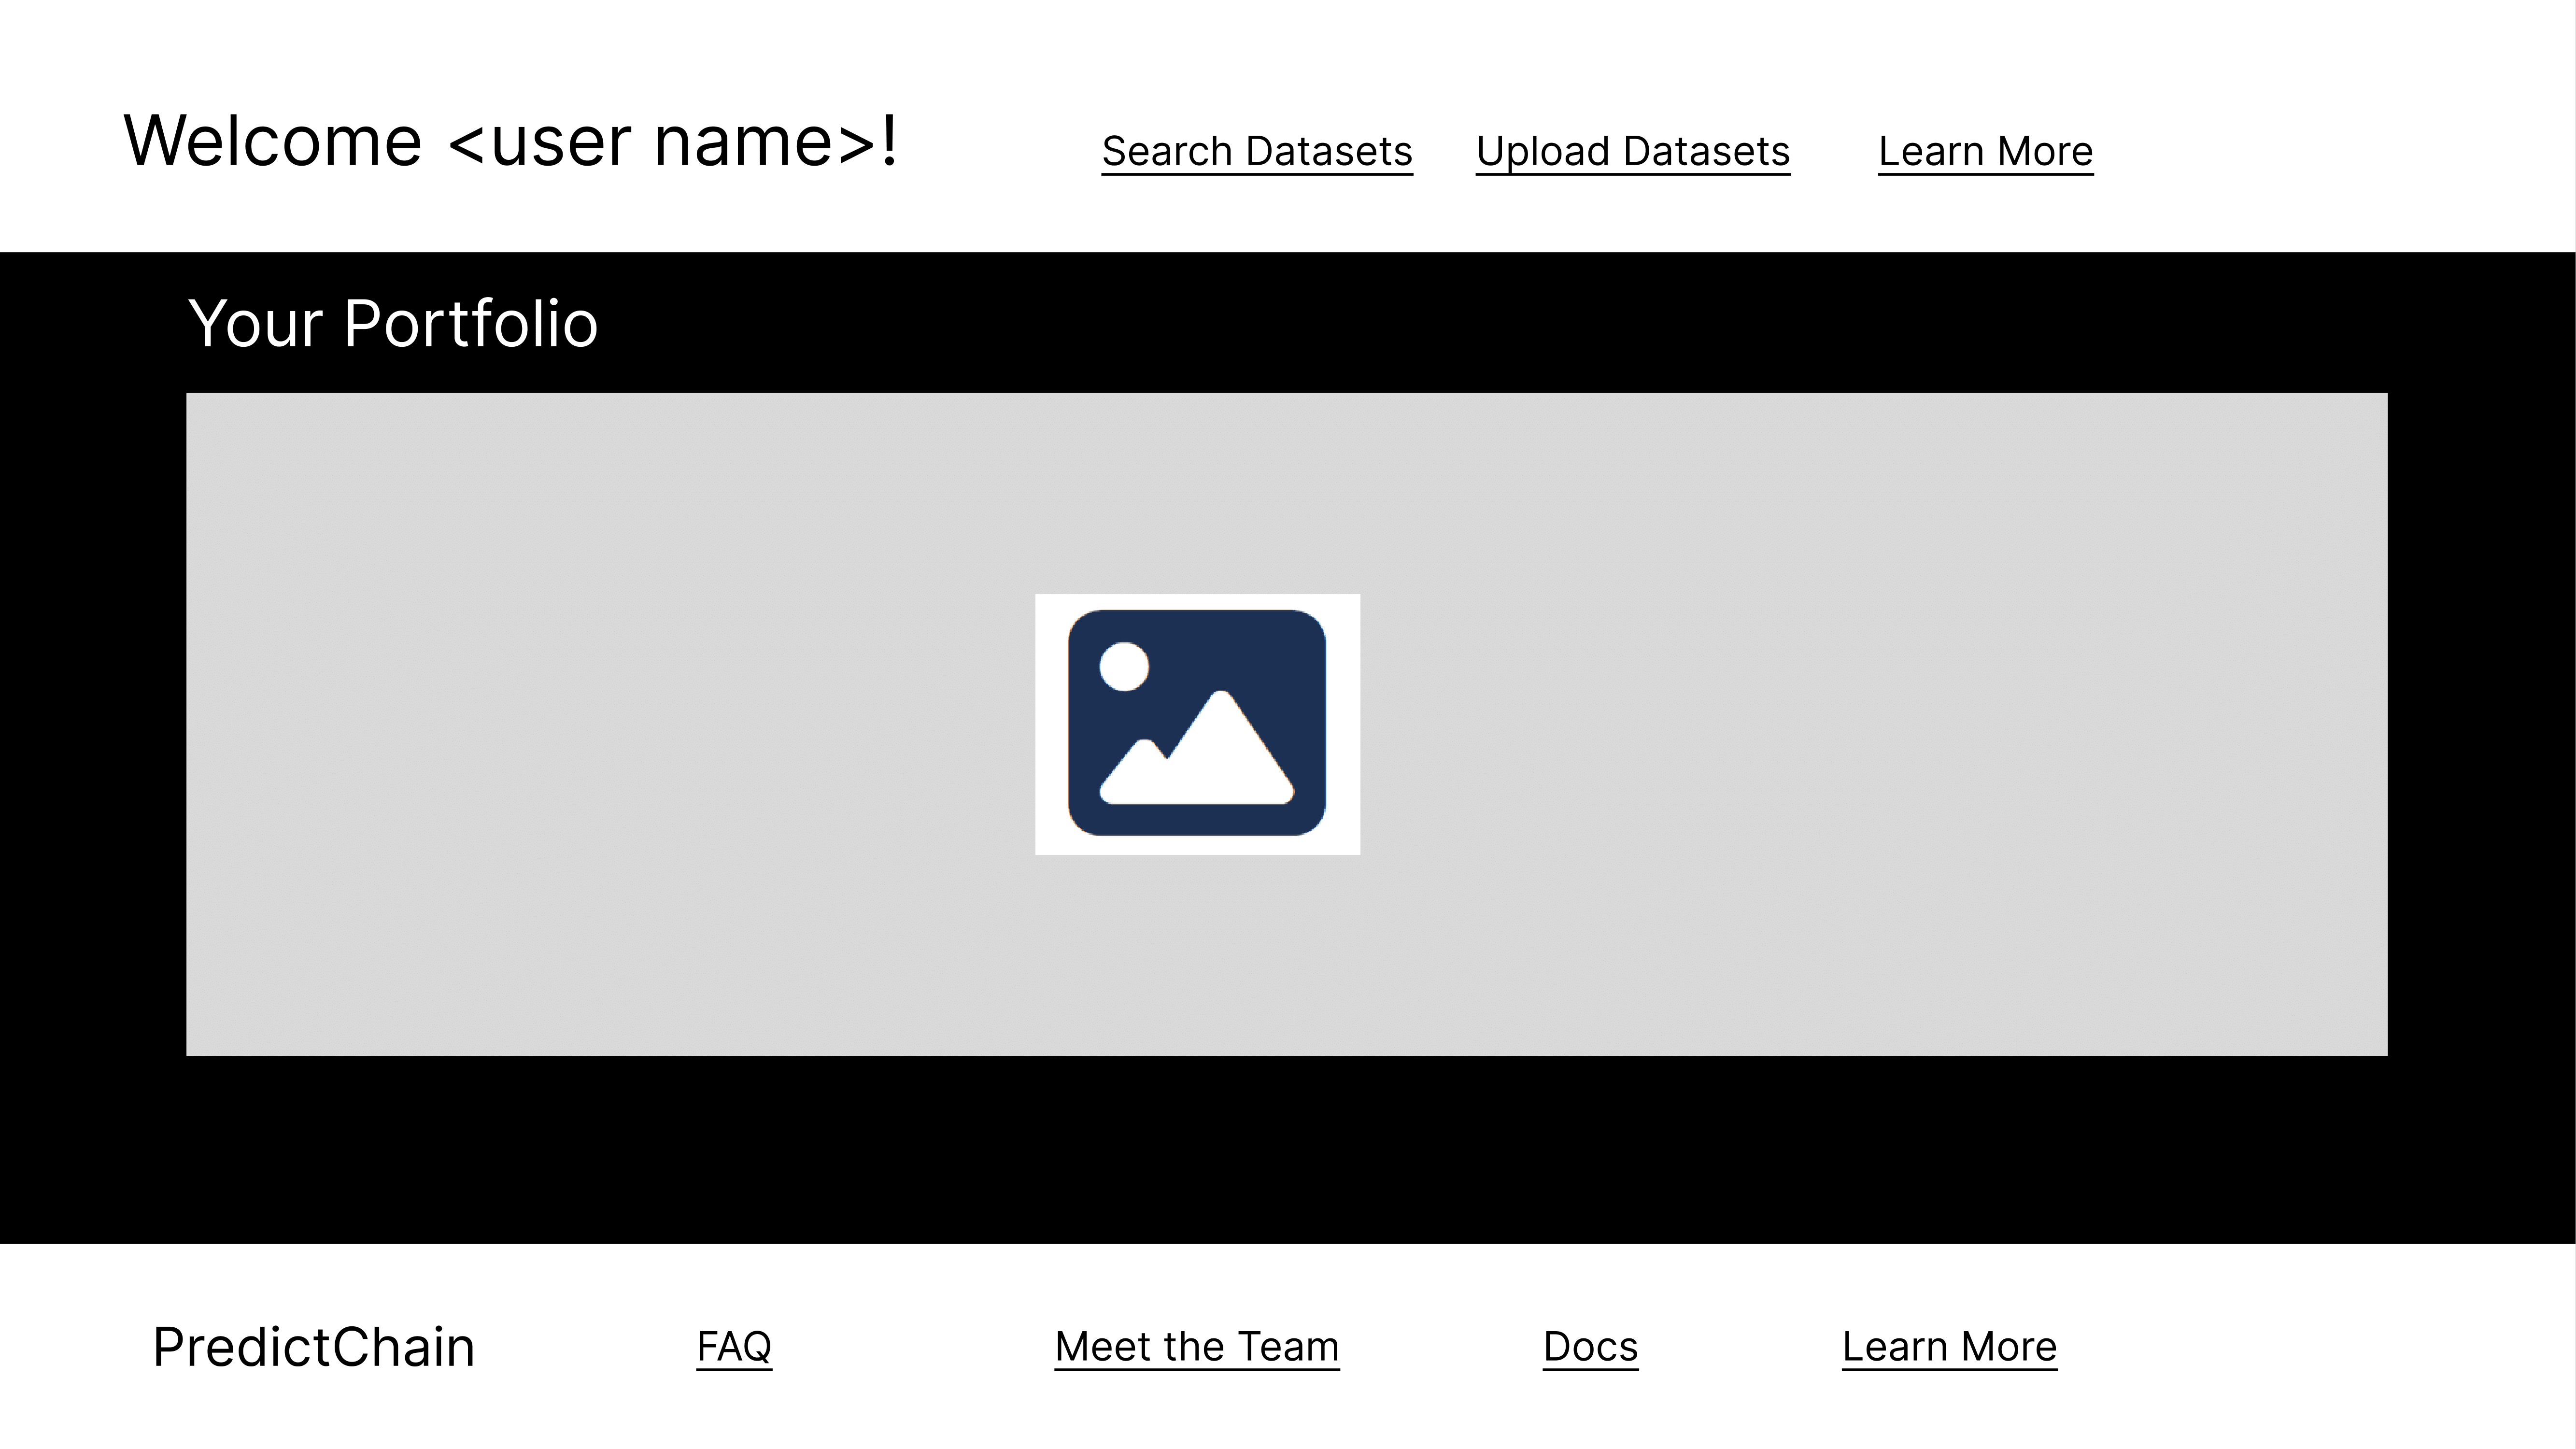 Welcome <user name>!
Search Datasets
Upload Datasets
Learn More
Your Portfolio
PredictChain
FAQ
Meet the Team
Docs
Learn More